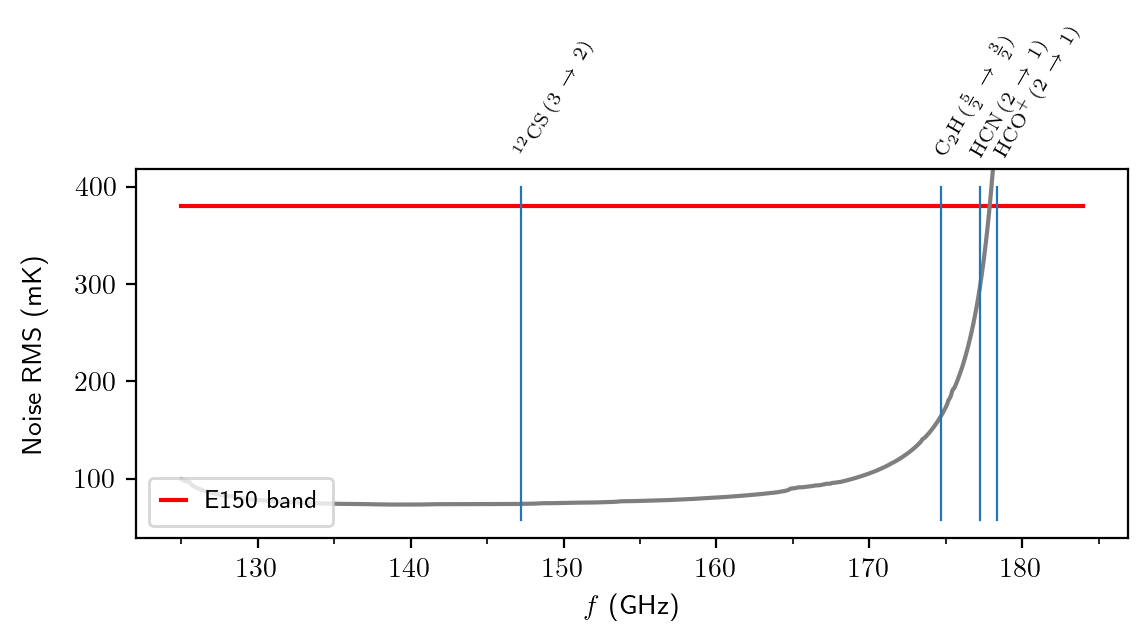 ¹²CS (3 → 2)
C₂H (5/2 → 3/2)
HCN (2 → 1)
HCO⁺ (2 → 1)
400
300
200
100
Noise RMS (mK)
E150 band
130 140 150 160 170 180
f (GHz)